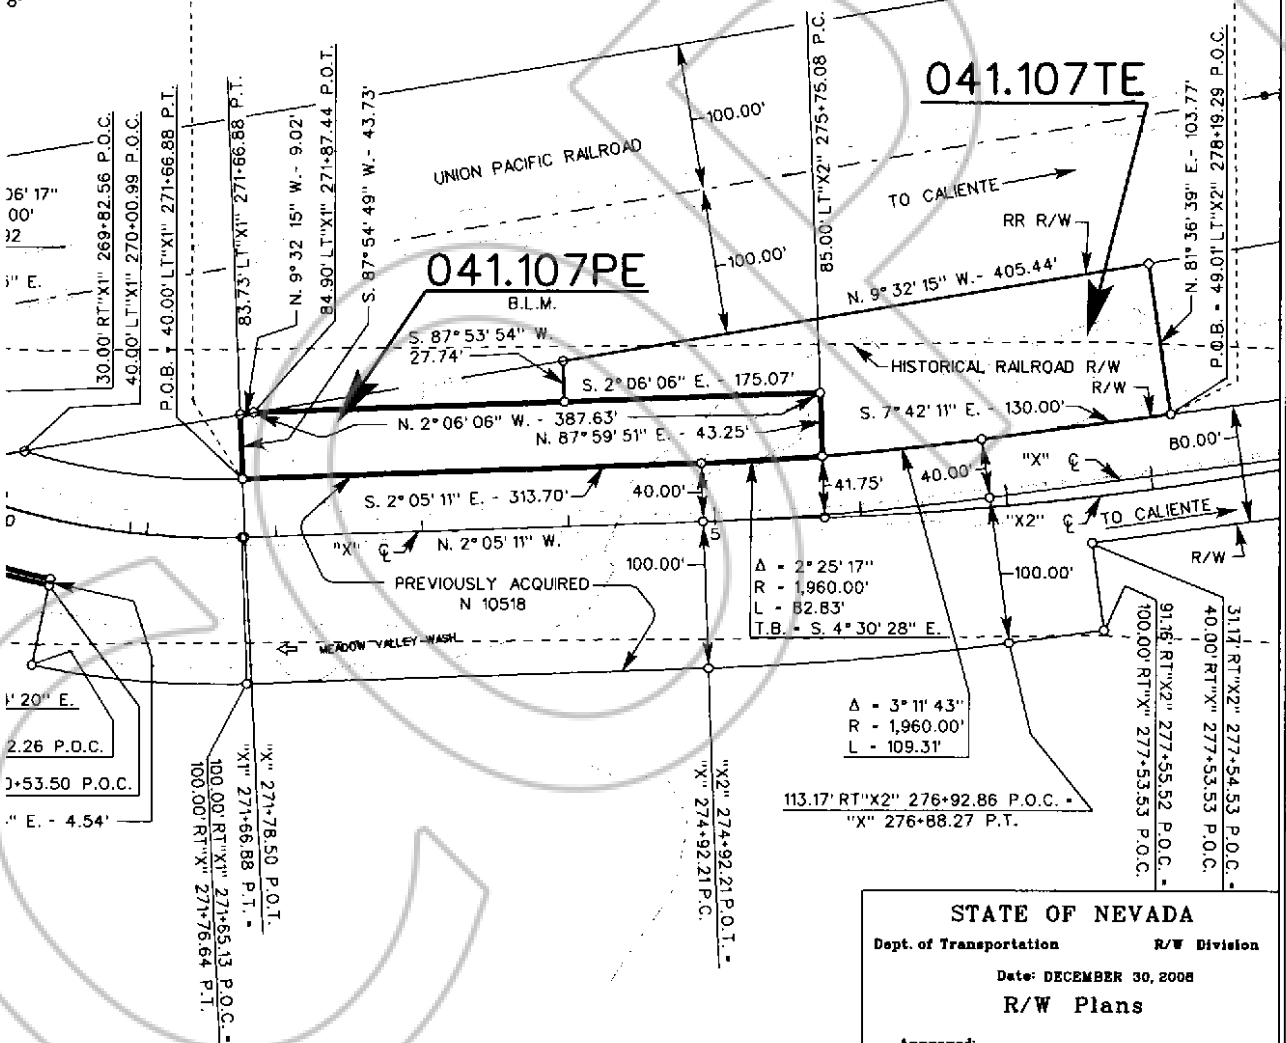 041.107TE
041.107PE
B.L.M.
UNION PACIFIC RAILROAD
TO CALIENTE
RR R/W
100.00'
100.00'
N. 9° 32' 15" W. - 405.44'
HISTORICAL RAILROAD R/W
R/W
S. 87° 53' 54" W.
27.74'
S. 2° 06' 06" E. - 175.07'
N. 2° 06' 06" W. - 387.63'
N. 87° 59' 51" E. - 43.25'
S. 7° 42' 11" E. - 130.00'
S. 2° 05' 11" E. - 313.70'
40.00'
41.75'
40.00'
80.00'
"X" ℄
"X2" ℄
TO CALIENTE
R/W
"X" ℄
N. 2° 05' 11" W.
5
100.00'
100.00'
PREVIOUSLY ACQUIRED
N 10518
MEADOW VALLEY WASH
Δ = 2° 25' 17"
R = 1,960.00'
L = 82.83'
T.B. = S. 4° 30' 28" E.
Δ = 3° 11' 43"
R = 1,960.00'
L = 109.31'
113.17' RT "X2" 276+92.86 P.O.C. =
"X" 276+88.27 P.T.
30.00' RT "X1" 269+82.56 P.O.C.
40.00' LT "X1" 270+00.99 P.O.C.
P.O.B. - 40.00' LT "X1" 271+66.88 P.T.
83.73' LT "X1" 271+66.88 P.T.
N. 9° 32' 15" W. - 9.02'
84.90' LT "X1" 271+87.44 P.O.T.
S. 87° 54' 49" W. - 43.73'
85.00' LT "X2" 275+75.08 P.C.
N. 81° 36' 39" E. - 103.77'
P.O.B. - 49.01' LT "X2" 278+19.29 P.O.C.
06' 17"
00'
92
" E.
' 20" E.
2.26 P.O.C.
0+53.50 P.O.C.
" E. - 4.54'
"X" 271+78.50 P.O.T.
"X1" 271+66.88 P.T. =
100.00' RT "X1" 271+65.13 P.O.C. =
100.00' RT "X" 271+76.64 P.T.
"X2" 274+92.21 P.O.T. =
"X" 274+92.21 P.C.
31.17' RT "X2" 277+54.53 P.O.C. =
40.00' RT "X" 277+53.53 P.O.C.
91.16' RT "X2" 277+55.52 P.O.C. =
100.00' RT "X" 277+53.53 P.O.C.
STATE OF NEVADA
Dept. of Transportation R/W Division
Date: DECEMBER 30, 2008
R/W Plans